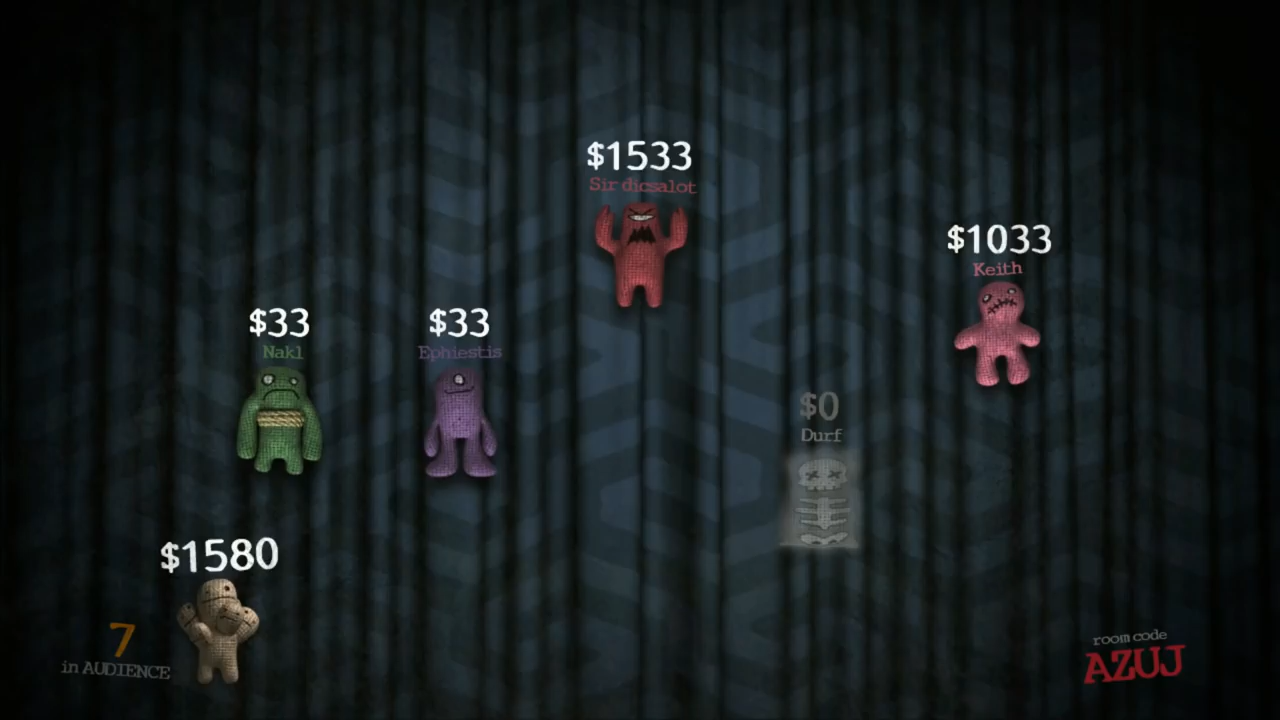 $1533
Sir dicsalot
$1033
Keith
$33
Nakl
$33
Ephiestis
$0
Durf
$1580
7
in AUDIENCE
room code
AZUJ